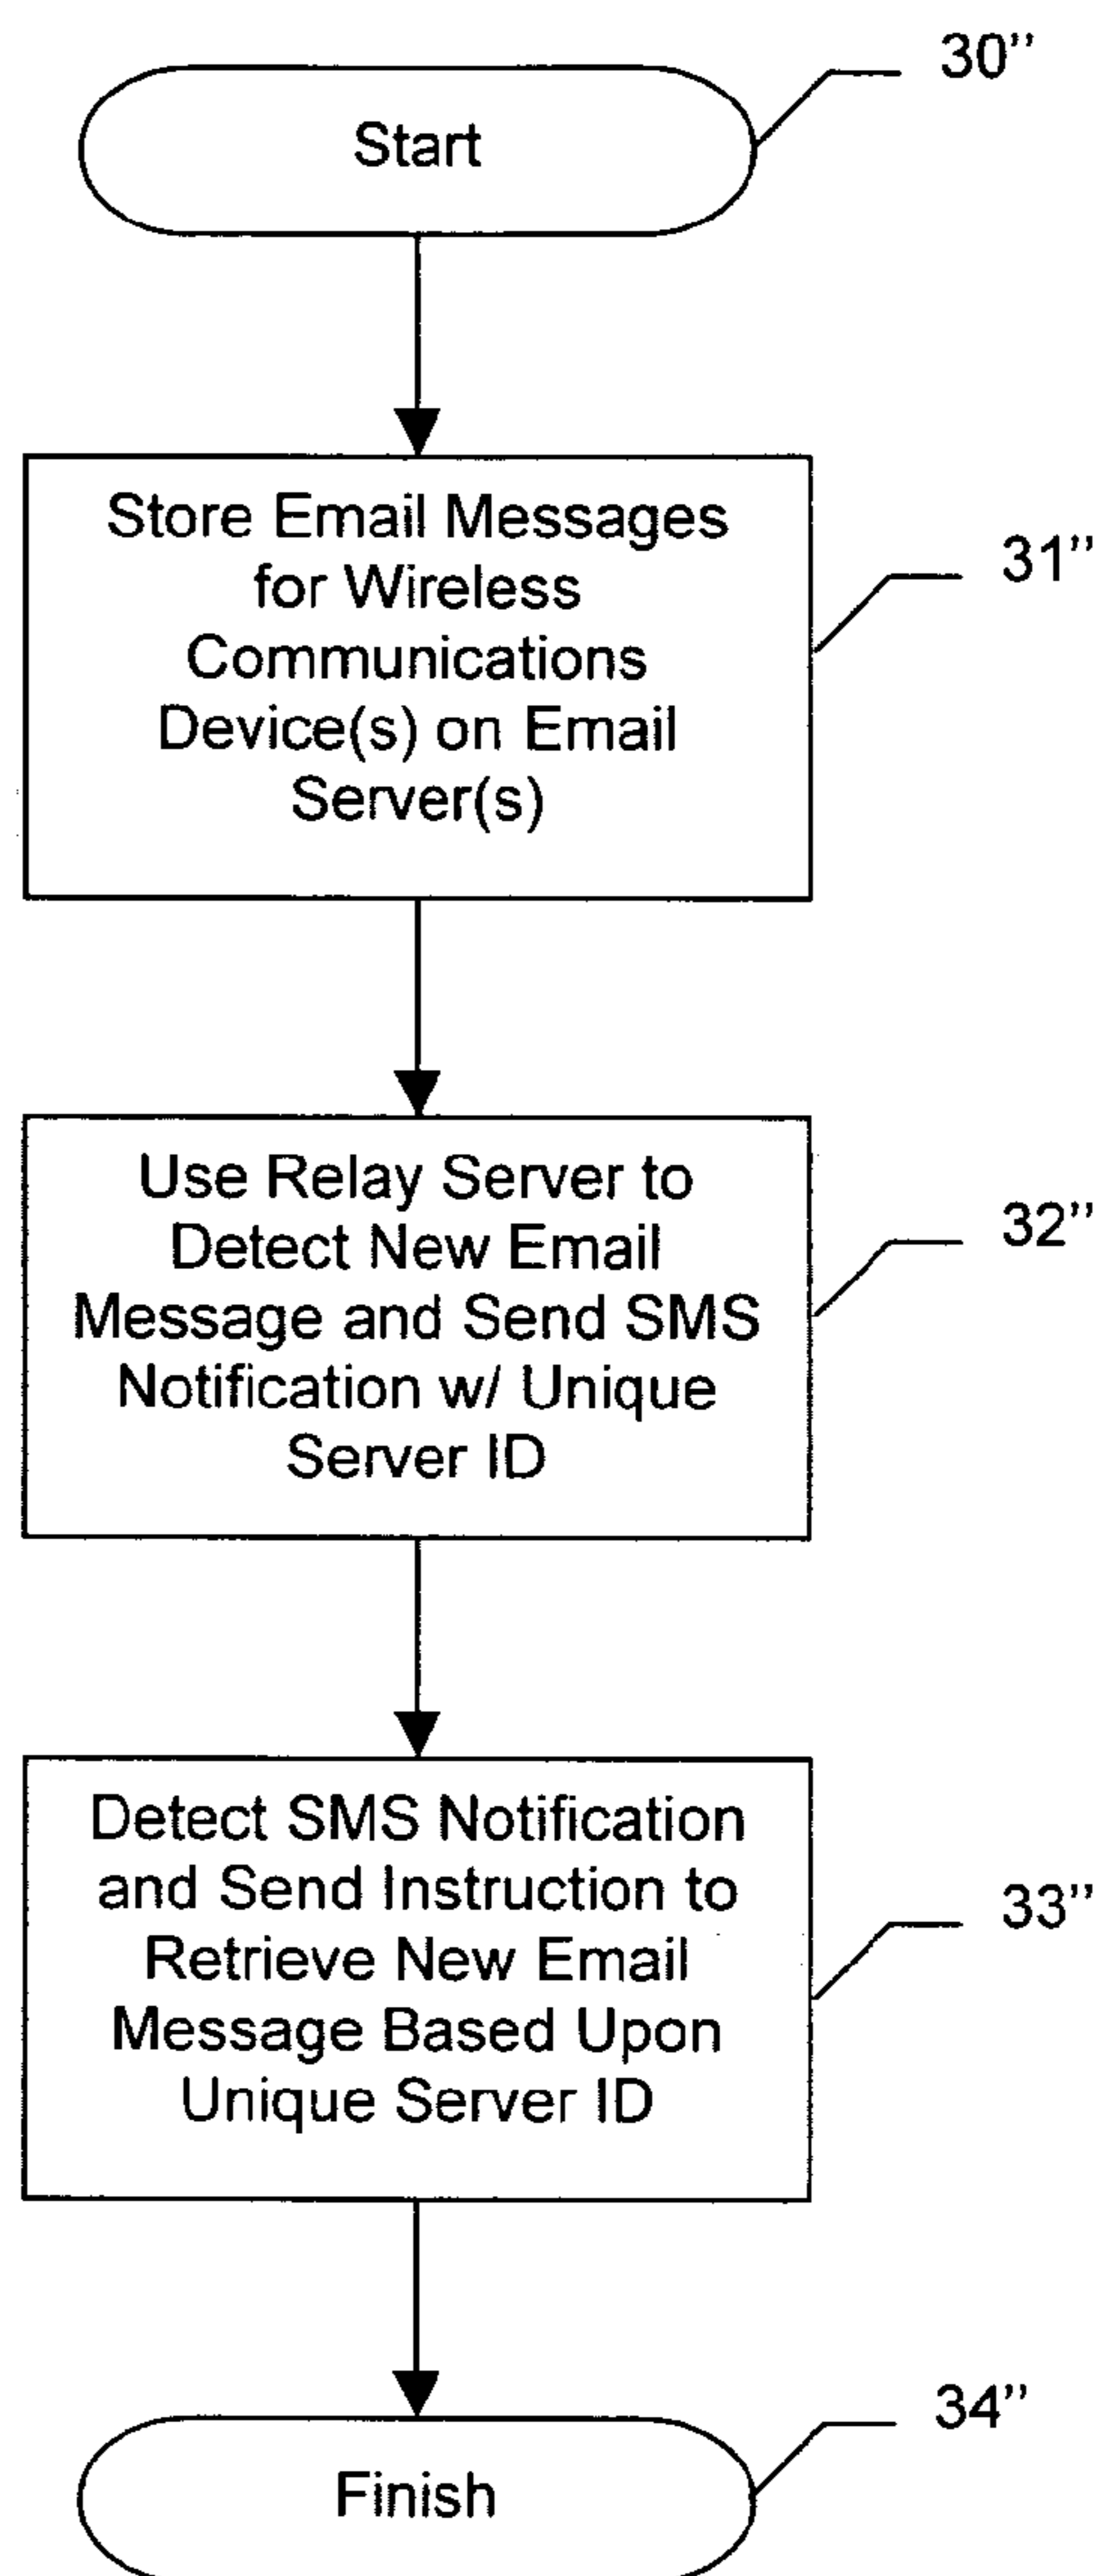 30''
Start
Store Email Messages
for Wireless
Communications
Device(s) on Email
Server(s)
31''
Use Relay Server to
Detect New Email
Message and Send SMS
Notification w/ Unique
Server ID
32''
Detect SMS Notification
and Send Instruction to
Retrieve New Email
Message Based Upon
Unique Server ID
33''
34''
Finish